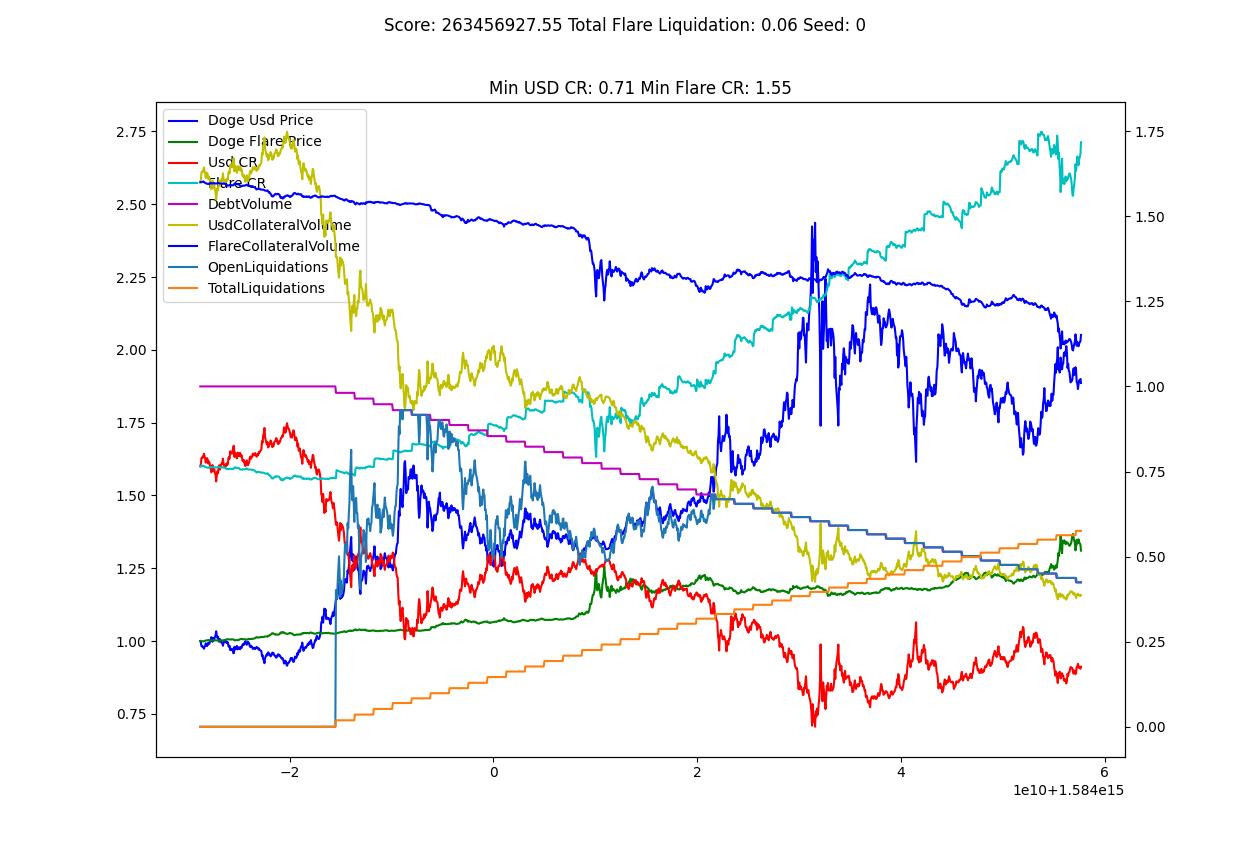 Score: 263456927.55 Total Flare Liquidation: 0.06 Seed: 0
Min USD CR: 0.71 Min Flare CR: 1.55
Doge Usd Price
Doge Flare Price
Usd CR
Flare CR
DebtVolume
UsdCollateralVolume
FlareCollateralVolume
OpenLiquidations
TotalLiquidations
2.75
2.50
2.25
2.00
1.75
1.50
1.25
1.00
0.75
1.75
1.50
1.25
1.00
0.75
0.50
0.25
0.00
−2
0
2
4
6
1e10+1.584e15